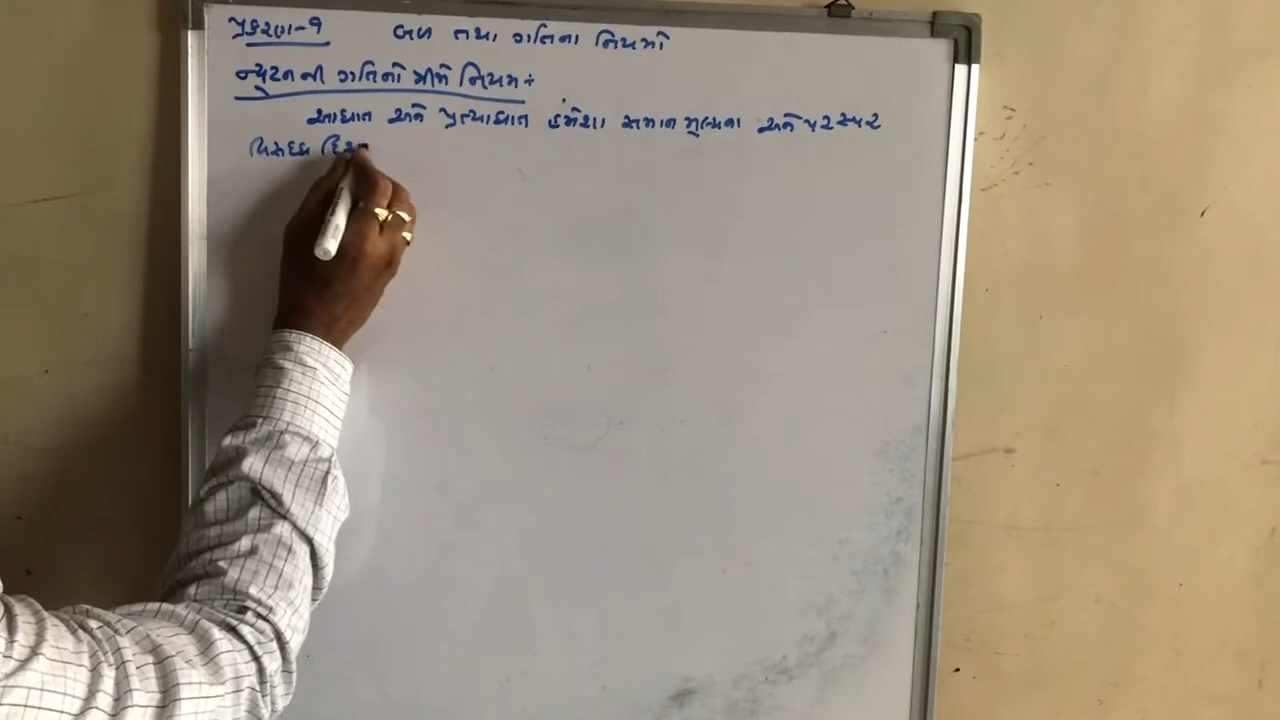 પ્રકરણ-૧ બળ તથા ગતિના નિયમો
ન્યુટનની ગતિનો ત્રીજો નિયમ:
આઘાત અને પ્રત્યાઘાત હંમેશા સમાન મુલ્યના અને પરસ્પર
વિરુધ્ધ